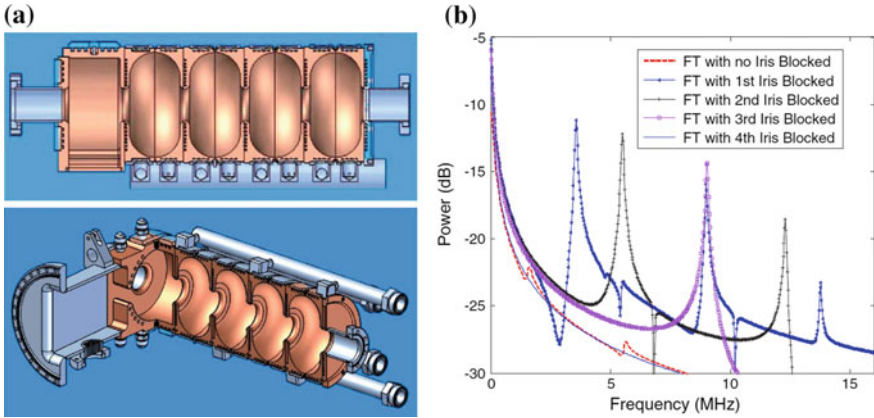 (a)
(b)
-5
-10
-15
-20
-25
-30
Power (dB)
FT with no Iris Blocked
FT with 1st Iris Blocked
FT with 2nd Iris Blocked
FT with 3rd Iris Blocked
FT with 4th Iris Blocked
0
5
10
15
Frequency (MHz)